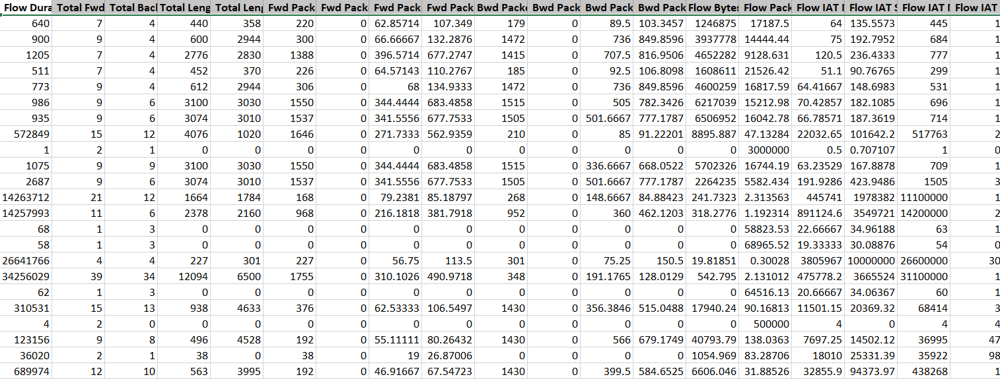 Flow Dura Total Fwd Total Bacl Total Leng Total Leng Fwd Pack Fwd Pack Fwd Pack Fwd Pack Bwd Pack Bwd Pack Bwd Pack Bwd Pack Flow Bytes Flow Pack Flow IAT Flow IAT Flow IAT Flow IAT
640 7 4 440 358 220 0 62.85714 107.349 179 0 89.5 103.3457 1246875 17187.5 64 135.5573 445 1
900 9 4 600 2944 300 0 66.66667 132.2876 1472 0 736 849.8596 3937778 14444.44 75 192.7952 684 1
1205 7 4 2776 2830 1388 0 396.5714 677.2747 1415 0 707.5 816.9506 4652282 9128.631 120.5 236.4333 777 1
511 7 4 452 370 226 0 64.57143 110.2767 185 0 92.5 106.8098 1608611 21526.42 51.1 90.76765 299 1
773 9 4 612 2944 306 0 68 134.9333 1472 0 736 849.8596 4600259 16817.59 64.41667 148.6983 531 1
986 9 6 3100 3030 1550 0 344.4444 683.4858 1515 0 505 782.3426 6217039 15212.98 70.42857 182.1085 696 1
935 9 6 3074 3010 1537 0 341.5556 677.7533 1505 0 501.6667 777.1787 6506952 16042.78 66.78571 187.3619 714 1
572849 15 12 4076 1020 1646 0 271.7333 562.9359 210 0 85 91.22201 8895.887 47.13284 22032.65 101642.2 517763 2
1 2 1 0 0 0 0 0 0 0 0 0 0 0 3000000 0.5 0.707107 1 0
1075 9 9 3100 3030 1550 0 344.4444 683.4858 1515 0 336.6667 668.0522 5702326 16744.19 63.23529 167.8878 709 1
2687 9 6 3074 3010 1537 0 341.5556 677.7533 1505 0 501.6667 777.1787 2264235 5582.434 191.9286 423.9486 1505 3
14263712 21 12 1664 1784 168 0 79.2381 85.18797 268 0 148.6667 84.88423 241.7323 2.313563 445741 1978382 11100000 1
14257993 11 6 2378 2160 968 0 216.1818 381.7918 952 0 360 462.1203 318.2776 1.192314 891124.6 3549721 14200000 2
68 1 3 0 0 0 0 0 0 0 0 0 0 0 58823.53 22.66667 34.96188 63 1
58 1 3 0 0 0 0 0 0 0 0 0 0 0 68965.52 19.33333 30.08876 54 0
26641766 4 4 227 301 227 0 56.75 113.5 301 0 75.25 150.5 19.81851 0.30028 3805967 10000000 26600000 30
34256029 39 34 12094 6500 1755 0 310.1026 490.9718 348 0 191.1765 128.0129 542.795 2.131012 475778.2 3665524 31100000 1
62 1 3 0 0 0 0 0 0 0 0 0 0 0 64516.13 20.66667 34.06367 60 1
310531 15 13 938 4633 376 0 62.53333 106.5497 1430 0 356.3846 515.0488 17940.24 90.16813 11501.15 20369.32 68414 3
4 2 0 0 0 0 0 0 0 0 0 0 0 0 500000 4 0 4 4
123156 9 8 496 4528 192 0 55.11111 80.26432 1430 0 566 679.1749 40793.79 138.0363 7697.25 14502.12 36995 47
36020 2 1 38 0 38 0 19 26.87006 0 0 0 0 1054.969 83.28706 18010 25331.39 35922 98
689974 12 10 563 3995 192 0 46.91667 67.54723 1430 0 399.5 584.6525 6606.046 31.88526 32855.9 94373.97 438268 1